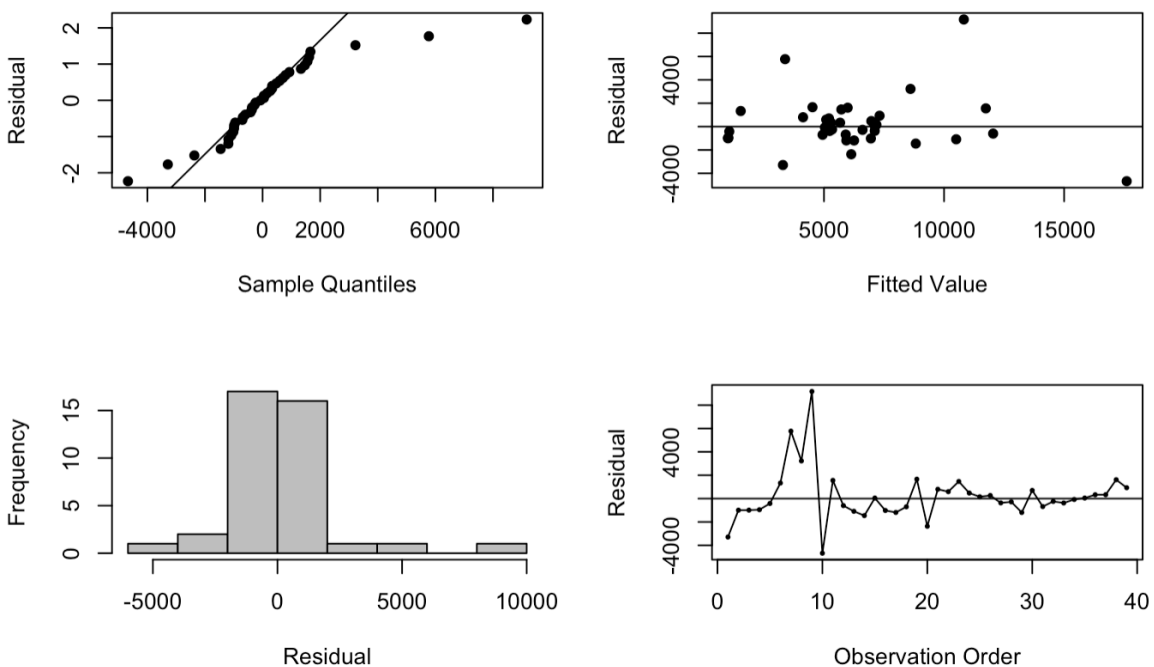 Residual
2
1
0
-2
-4000 0 2000 6000
Sample Quantiles
Residual
4000
-4000
5000 10000 15000
Fitted Value
Frequency
15
10
5
0
-5000 0 5000 10000
Residual
Residual
4000
-4000
0 10 20 30 40
Observation Order